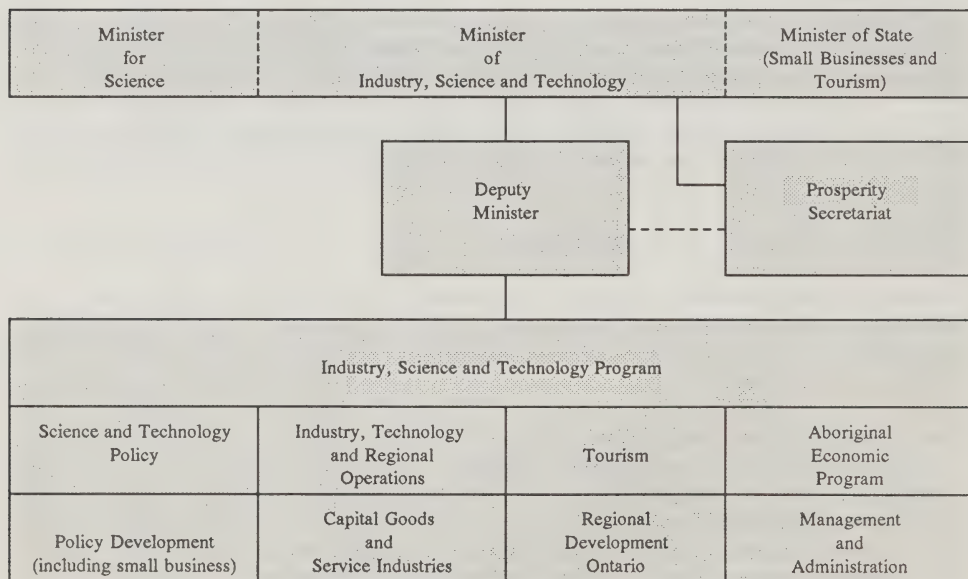 Minister
for
Science
Minister
of
Industry, Science and Technology
Minister of State
(Small Businesses and
Tourism)
Deputy
Minister
Prosperity
Secretariat
Industry, Science and Technology Program
Science and Technology
Policy
Industry, Technology
and Regional
Operations
Tourism
Aboriginal
Economic
Program
Policy Development
(including small business)
Capital Goods
and
Service Industries
Regional
Development
Ontario
Management
and
Administration